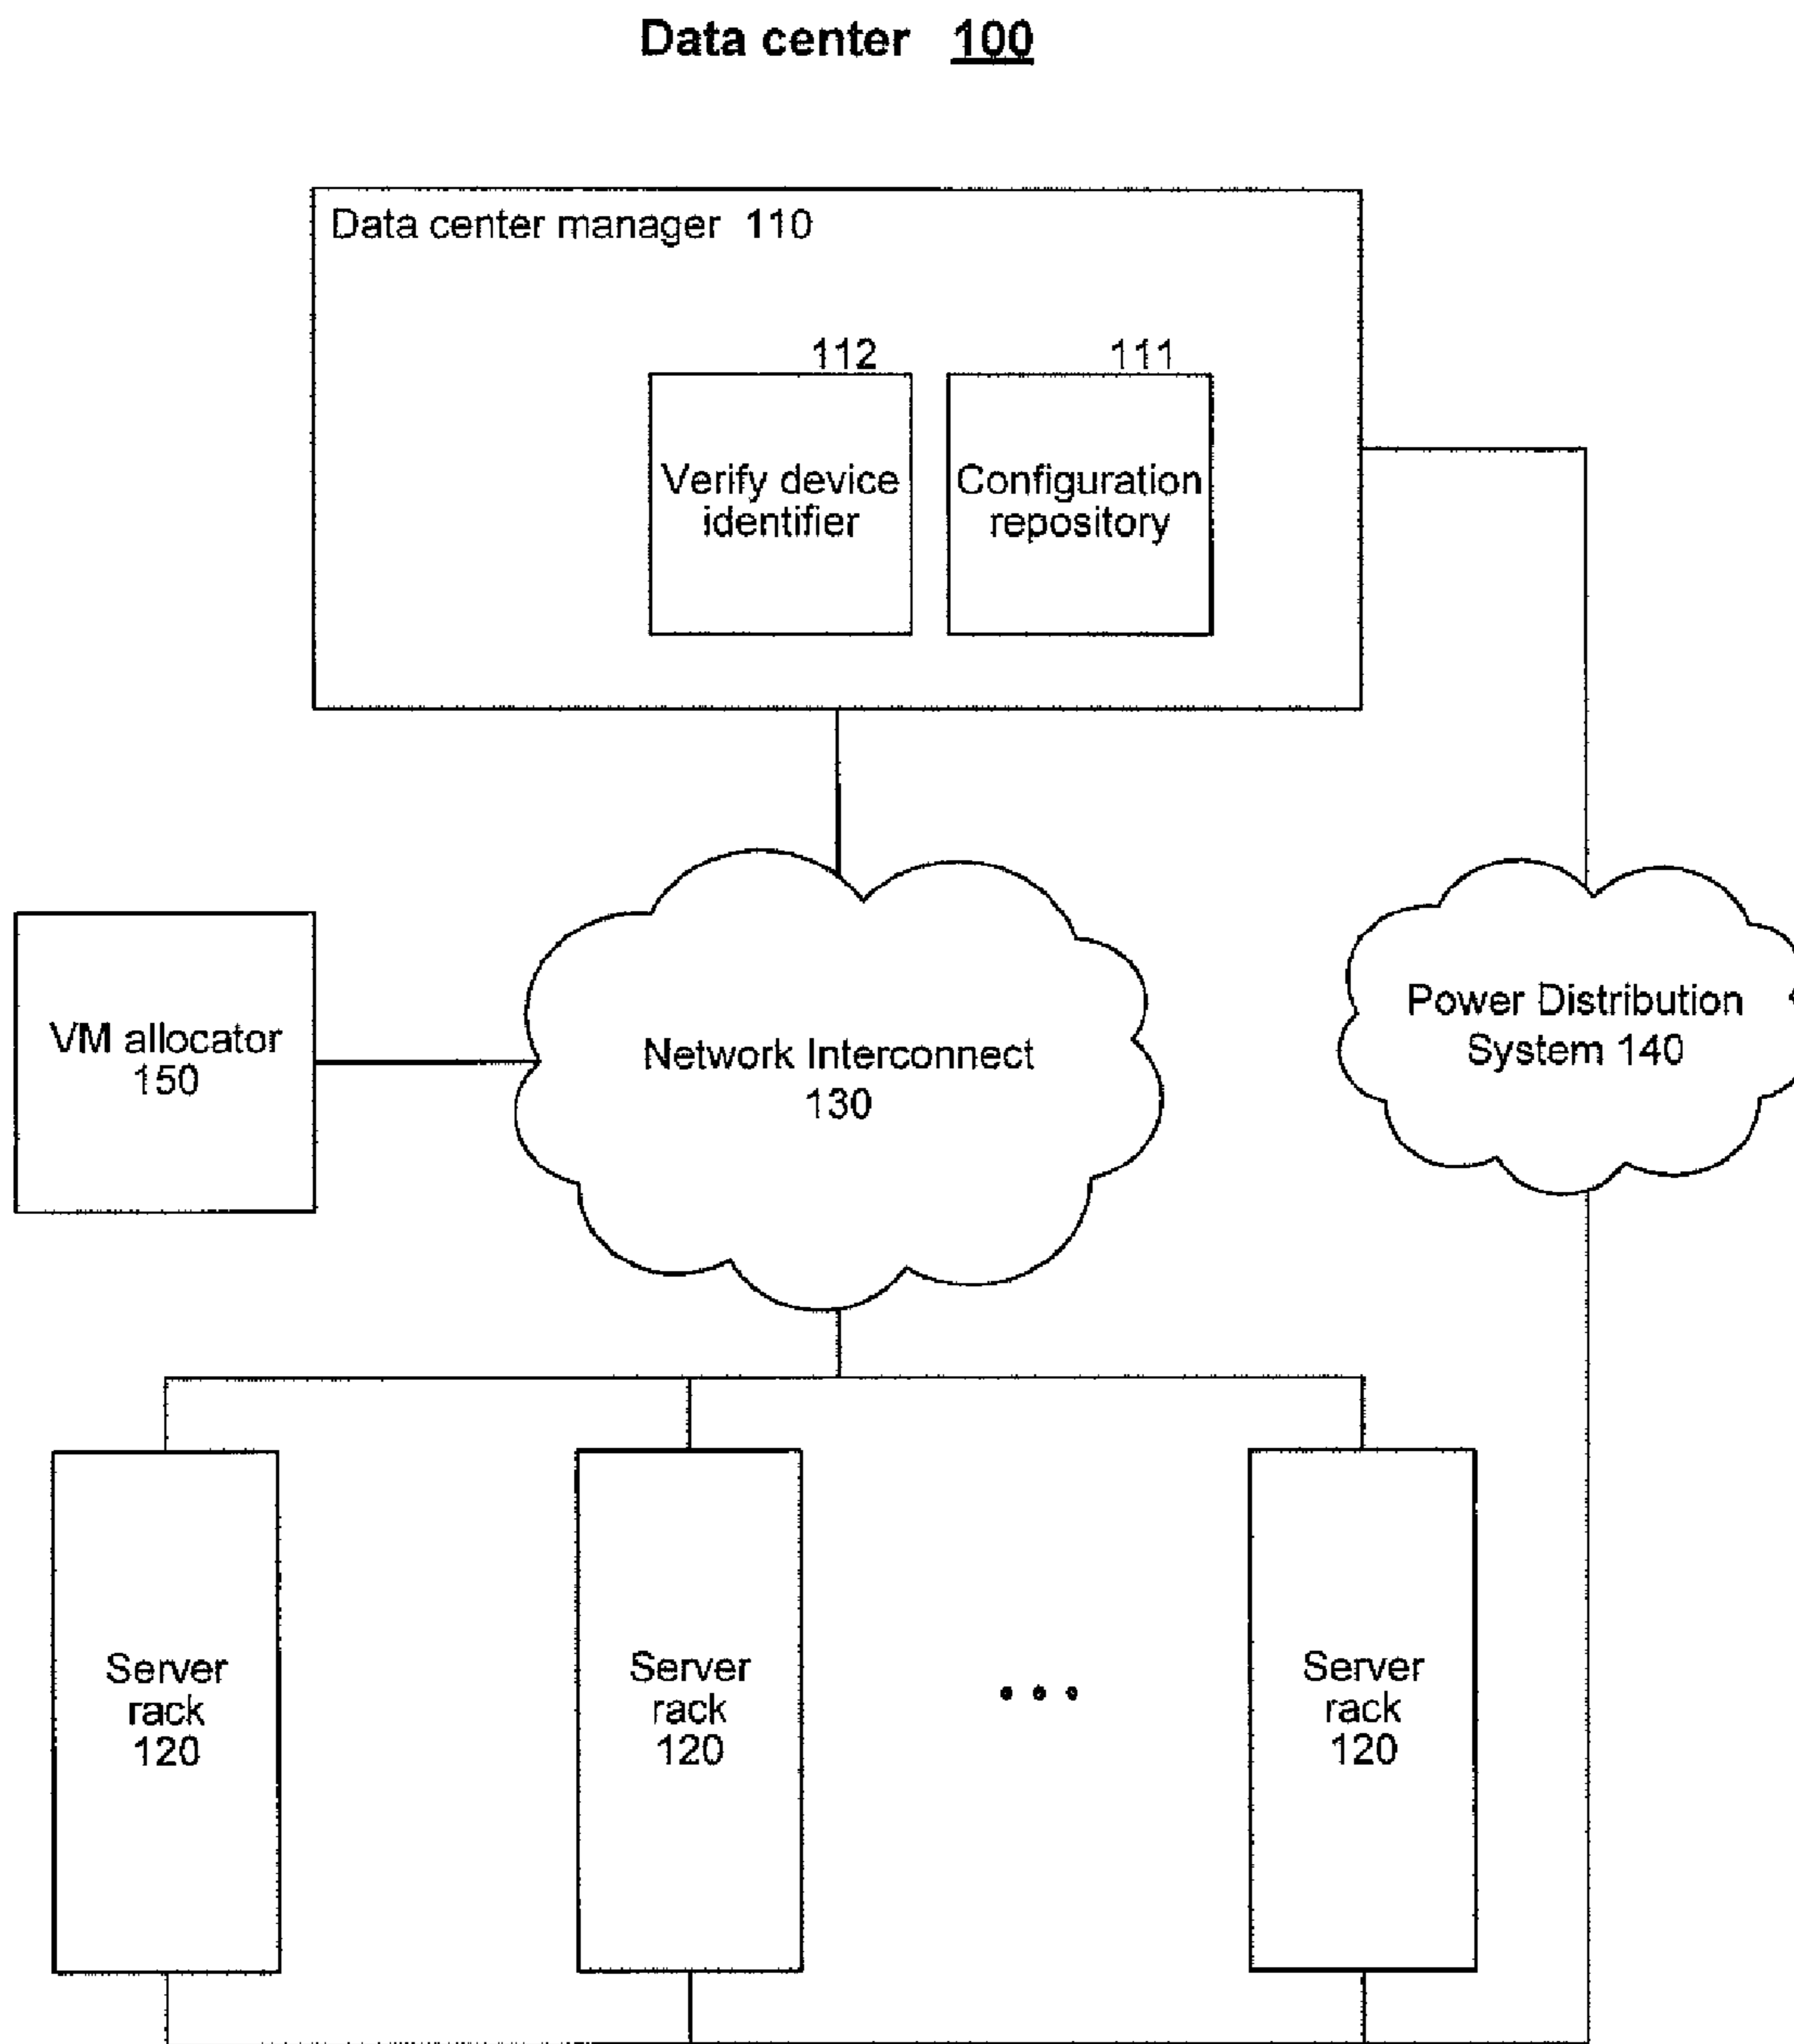 Data center 100
Data center manager 110
112
111
Verify device
identifier
Configuration
repository
VM allocator
150
Network Interconnect
130
Power Distribution
System 140
Server
rack
120
Server
rack
120
• • •
Server
rack
120